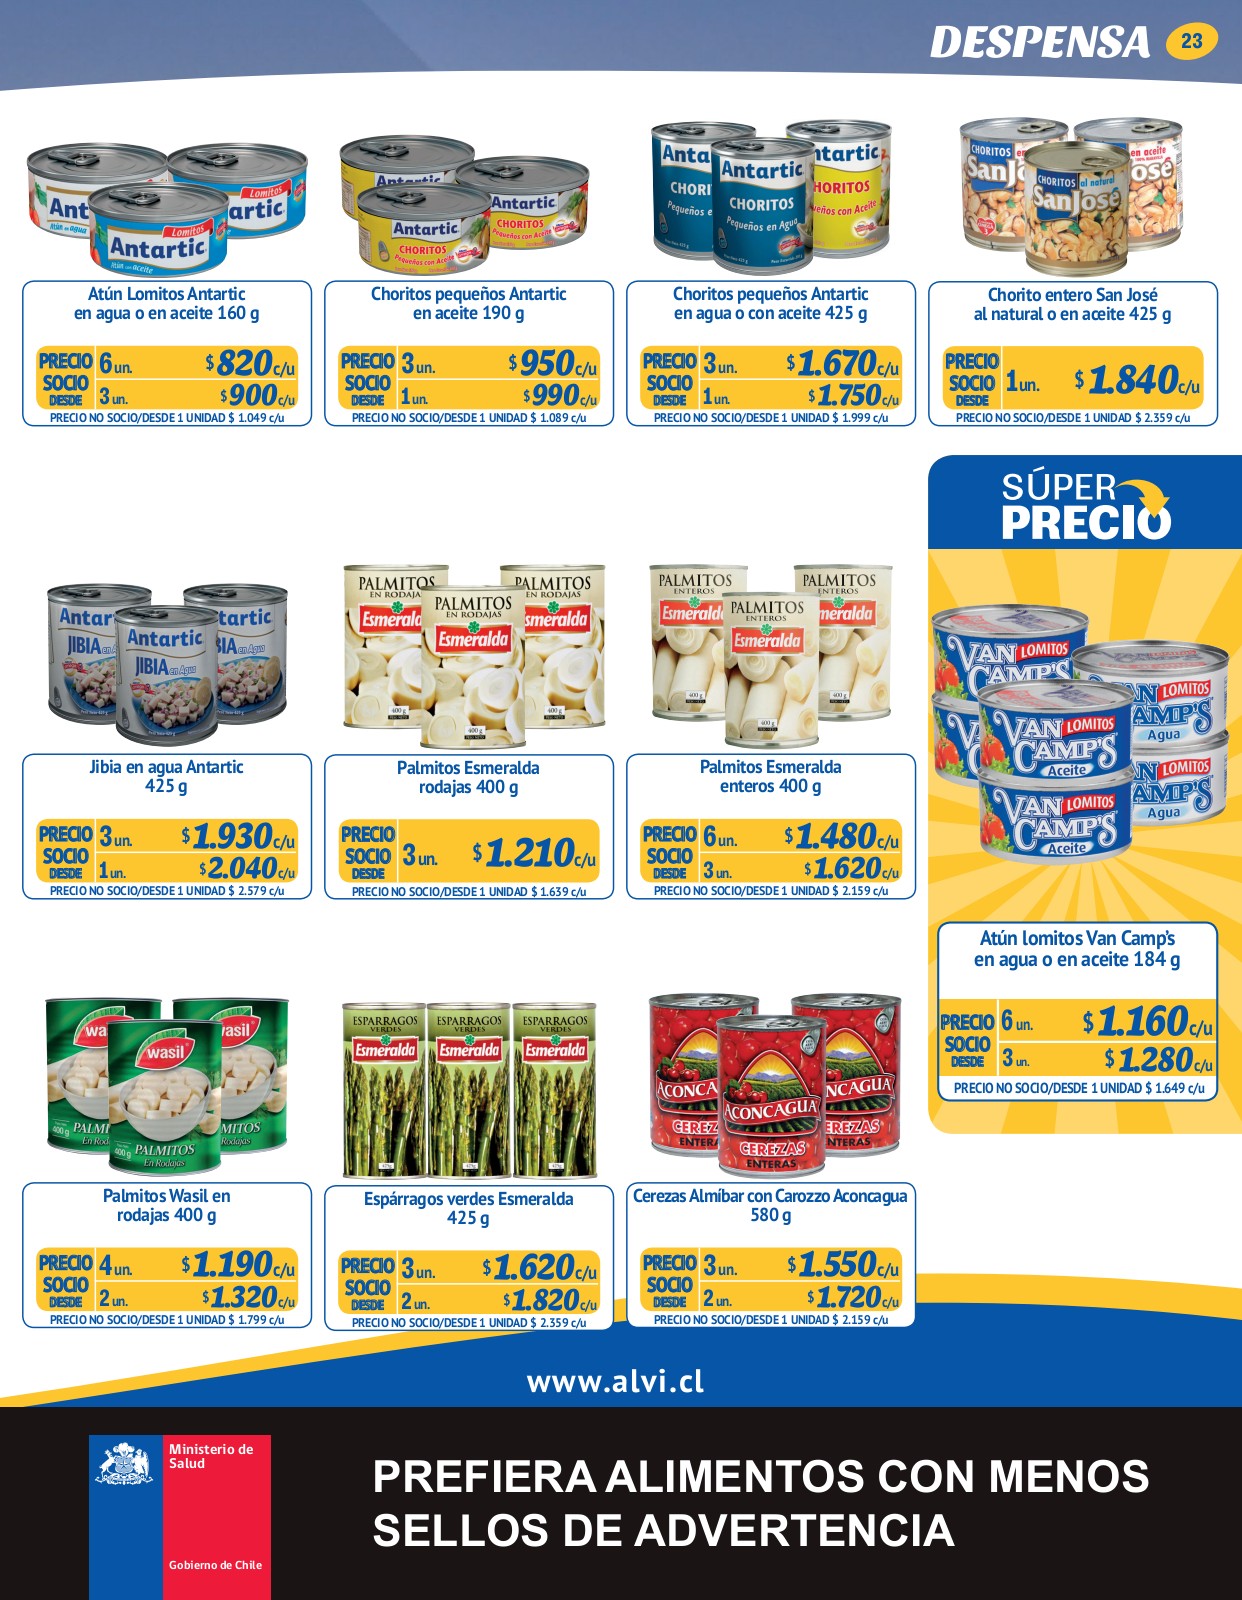 DESPENSA 23
Atún Lomitos Antartic
en agua o en aceite 160 g
PRECIO SOCIO DESDE
6 un. $ 820 c/u
3 un. $ 900 c/u
PRECIO NO SOCIO/DESDE 1 UNIDAD $ 1.049 c/u
Choritos pequeños Antartic
en aceite 190 g
PRECIO SOCIO DESDE
3 un. $ 950 c/u
1 un. $ 990 c/u
PRECIO NO SOCIO/DESDE 1 UNIDAD $ 1.089 c/u
Choritos pequeños Antartic
en agua o con aceite 425 g
PRECIO SOCIO DESDE
3 un. $ 1.670 c/u
1 un. $ 1.750 c/u
PRECIO NO SOCIO/DESDE 1 UNIDAD $ 1.999 c/u
Chorito entero San José
al natural o en aceite 425 g
PRECIO SOCIO DESDE
1 un. $ 1.840 c/u
PRECIO NO SOCIO/DESDE 1 UNIDAD $ 2.359 c/u
Jibia en agua Antartic
425 g
PRECIO SOCIO DESDE
3 un. $ 1.930 c/u
1 un. $ 2.040 c/u
PRECIO NO SOCIO/DESDE 1 UNIDAD $ 2.579 c/u
Palmitos Esmeralda
rodajas 400 g
PRECIO SOCIO DESDE
3 un. $ 1.210 c/u
PRECIO NO SOCIO/DESDE 1 UNIDAD $ 1.639 c/u
Palmitos Esmeralda
enteros 400 g
PRECIO SOCIO DESDE
6 un. $ 1.480 c/u
3 un. $ 1.620 c/u
PRECIO NO SOCIO/DESDE 1 UNIDAD $ 2.159 c/u
SÚPER
PRECIO
VAN CAMP'S LOMITOS Aceite
VAN CAMP'S LOMITOS Agua
Atún lomitos Van Camp's
en agua o en aceite 184 g
PRECIO SOCIO DESDE
6 un. $ 1.160 c/u
3 un. $ 1.280 c/u
PRECIO NO SOCIO/DESDE 1 UNIDAD $ 1.649 c/u
Palmitos Wasil en
rodajas 400 g
PRECIO SOCIO DESDE
4 un. $ 1.190 c/u
2 un. $ 1.320 c/u
PRECIO NO SOCIO/DESDE 1 UNIDAD $ 1.799 c/u
Espárragos verdes Esmeralda
425 g
PRECIO SOCIO DESDE
3 un. $ 1.620 c/u
2 un. $ 1.820 c/u
PRECIO NO SOCIO/DESDE 1 UNIDAD $ 2.359 c/u
Cerezas Almíbar con Carozzo Aconcagua
580 g
PRECIO SOCIO DESDE
3 un. $ 1.550 c/u
2 un. $ 1.720 c/u
PRECIO NO SOCIO/DESDE 1 UNIDAD $ 2.159 c/u
www.alvi.cl
Ministerio de
Salud
Gobierno de Chile
PREFIERA ALIMENTOS CON MENOS
SELLOS DE ADVERTENCIA